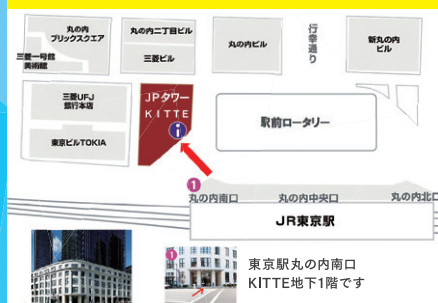 丸の内
ブリックスクエア
三菱一号館
美術館
丸の内二丁目ビル
三菱ビル
丸の内ビル
行幸通り
新丸の内
ビル
三菱UFJ
銀行本店
東京ビルTOKIA
JPタワー
KITTE
i
駅前ロータリー
1
丸の内南口
丸の内中央口
丸の内北口
JR東京駅
1
東京駅丸の内南口
KITTE地下1階です